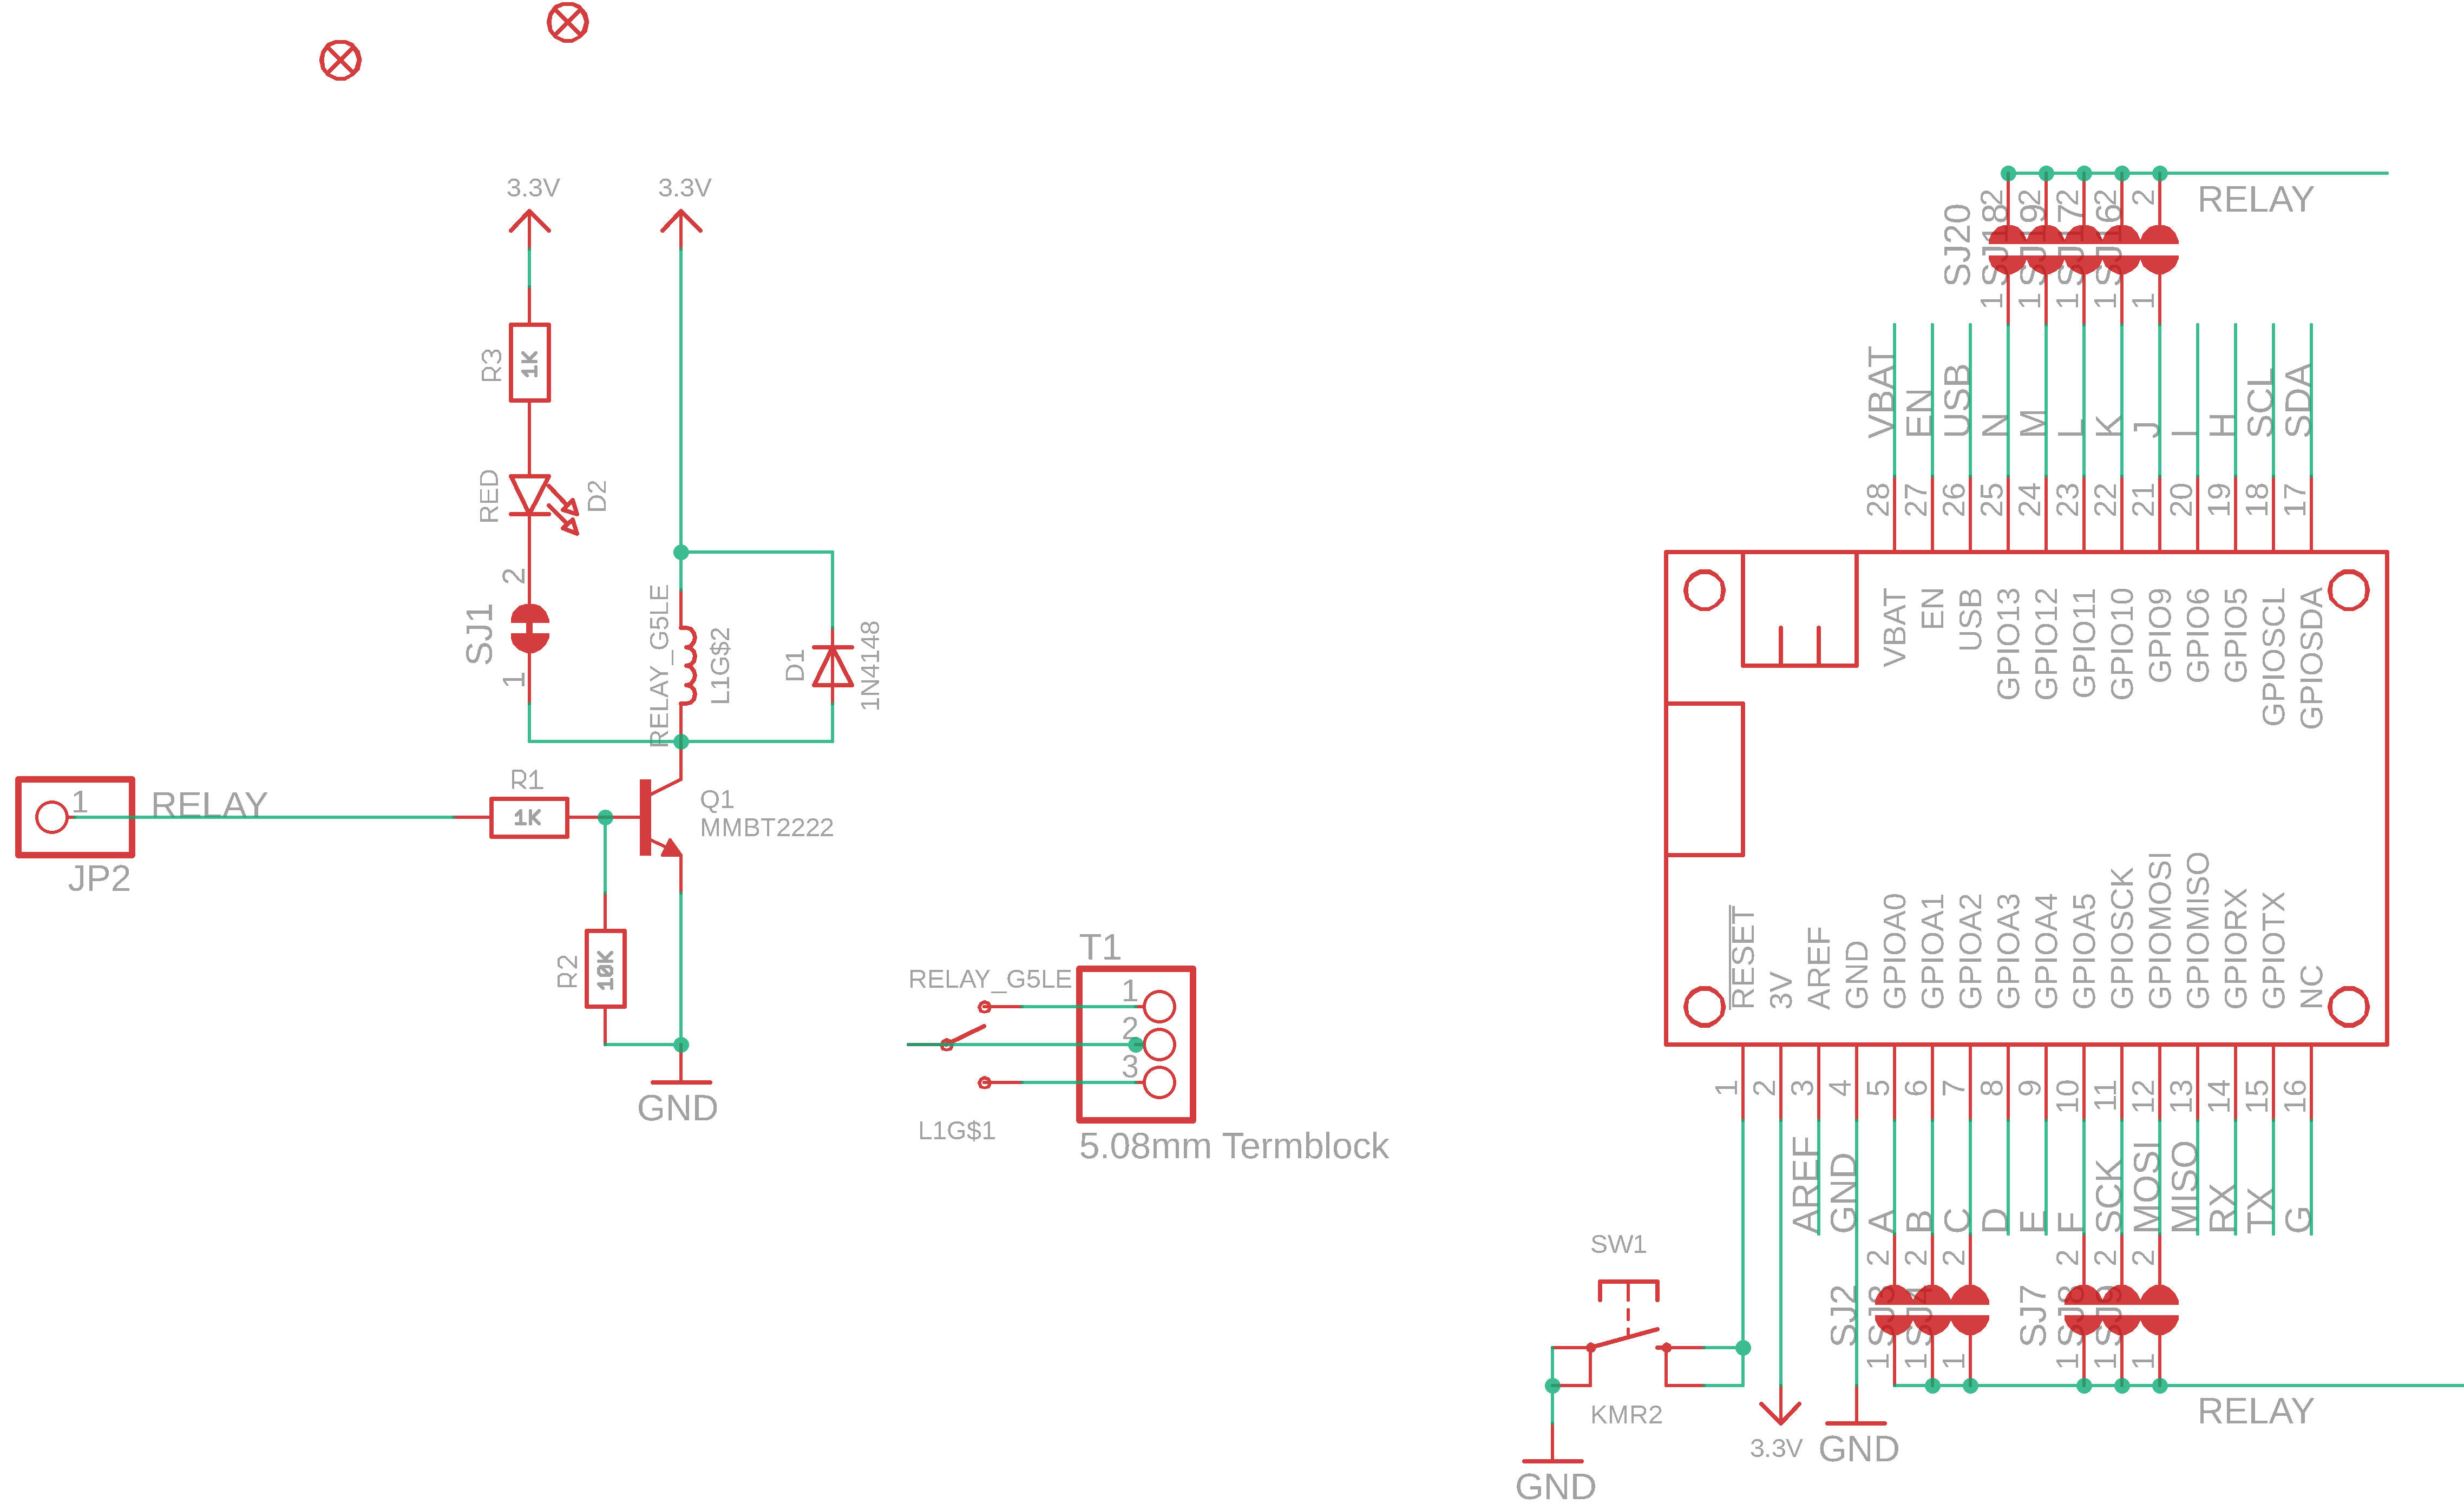 3.3V
3.3V
R3
1K
RED
D2
2
SJ1
1
RELAY_G5LE
L1G$2
D1
1N4148
1
RELAY
JP2
R1
1K
Q1
MMBT2222
R2
10K
GND
T1
RELAY_G5LE
1
2
3
L1G$1
5.08mm Termblock
RELAY
2
2
2
2
2
SJ20
SJ18
SJ19
SJ17
SJ16
1
1
1
1
1
VBAT
EN
USB
N
M
L
K
J
I
H
SCL
SDA
28
27
26
25
24
23
22
21
20
19
18
17
VBAT
EN
USB
GPIO13
GPIO12
GPIO11
GPIO10
GPIO9
GPIO6
GPIO5
GPIOSCL
GPIOSDA
RESET
3V
AREF
GND
GPIOA0
GPIOA1
GPIOA2
GPIOA3
GPIOA4
GPIOA5
GPIOSCK
GPIOMOSI
GPIOMISO
GPIORX
GPIOTX
NC
1
2
3
4
5
6
7
8
9
10
11
12
13
14
15
16
AREF
GND
A
B
C
D
E
F
SCK
MOSI
MISO
RX
TX
G
2
2
2
2
2
2
SJ2
SJ3
SJ4
SJ7
SJ8
1
1
1
1
1
1
RELAY
SW1
KMR2
GND
3.3V
GND